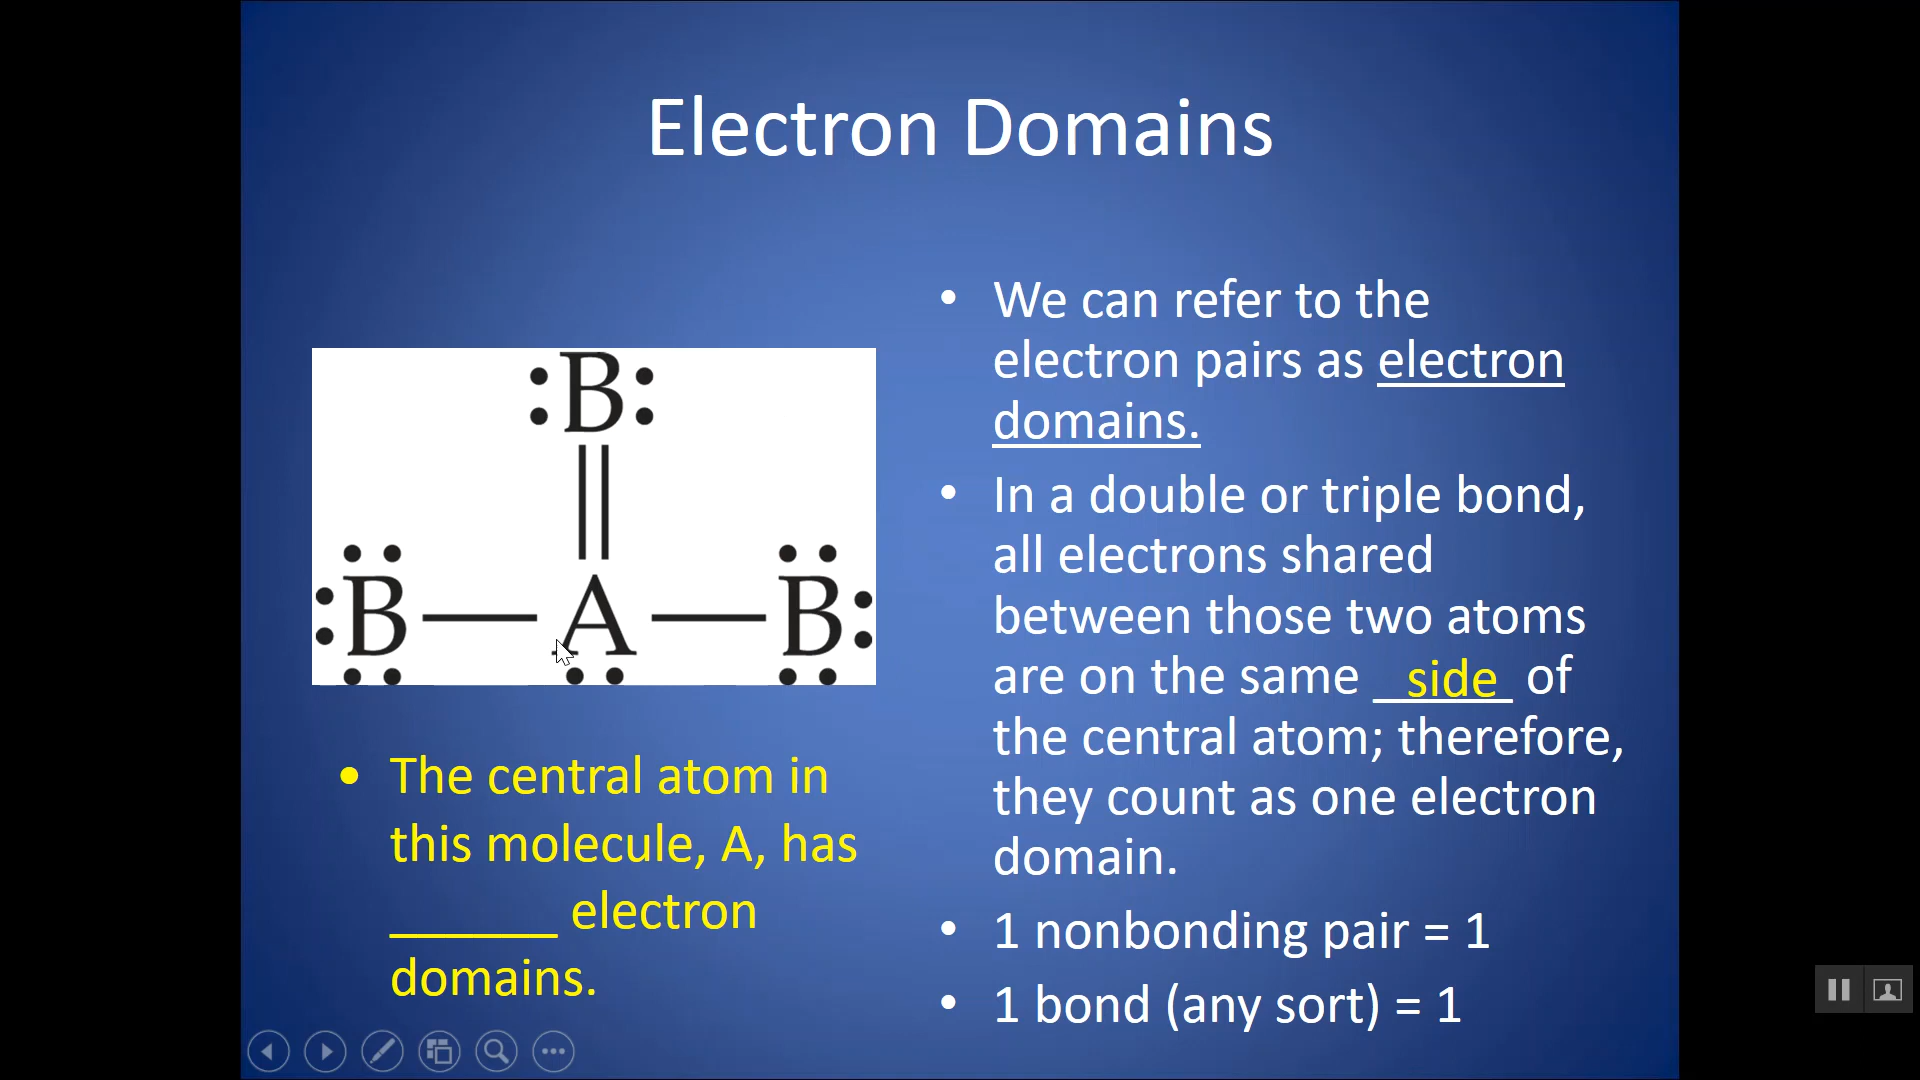 Electron Domains
:B:
:B — A — B:
• The central atom in
this molecule, A, has
______ electron
domains.
• We can refer to the
electron pairs as electron
domains.
• In a double or triple bond,
all electrons shared
between those two atoms
are on the same side of
the central atom; therefore,
they count as one electron
domain.
• 1 nonbonding pair = 1
• 1 bond (any sort) = 1